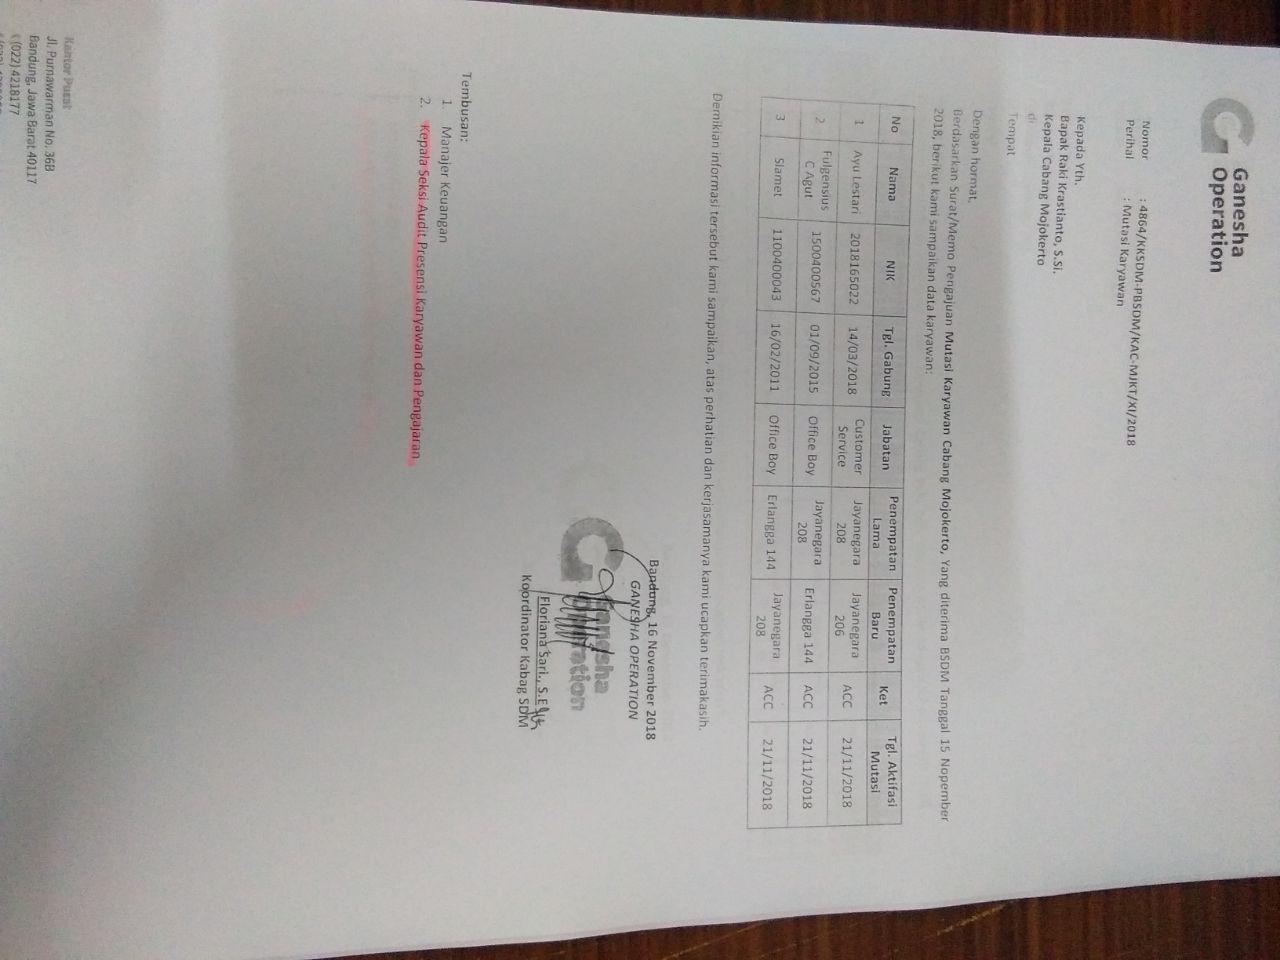 Ganesha
Operation
Nomor : 4864/KKSDM-PBSDM/KAC-MJKT/XI/2018
Perihal : Mutasi Karyawan
Kepada Yth.
Bapak Raki Krastianto, S.Si.
Kepala Cabang Mojokerto
di
Tempat
Dengan hormat,
Berdasarkan Surat/Memo Pengajuan Mutasi Karyawan Cabang Mojokerto, Yang diterima BSDM Tanggal 15 Nopember
2018, berikut kami sampaikan data karyawan:
No Nama NIK Tgl. Gabung Jabatan Penempatan Lama Penempatan Baru Ket Tgl. Aktifasi Mutasi
1 Ayu Lestari 2018165022 14/03/2018 Customer Service Jayanegara 208 Jayanegara 206 ACC 21/11/2018
2 Fulgensius C Agut 1500400567 01/09/2015 Office Boy Jayanegara 208 Erlangga 144 ACC 21/11/2018
3 Slamet 1100400043 16/02/2011 Office Boy Erlangga 144 Jayanegara 208 ACC 21/11/2018
Demikian informasi tersebut kami sampaikan, atas perhatian dan kerjasamanya kami ucapkan terimakasih.
Bandung, 16 November 2018
GANESHA OPERATION
Ganesha
Operation
Floriana Sari., S.E
Koordinator Kabag SDM
Tembusan:
1. Manajer Keuangan
2. Kepala Seksi Audit Presensi Karyawan dan Pengajaran
Kantor Pusat
Jl. Purnawarman No. 36B
Bandung, Jawa Barat 40117
(022) 4218177